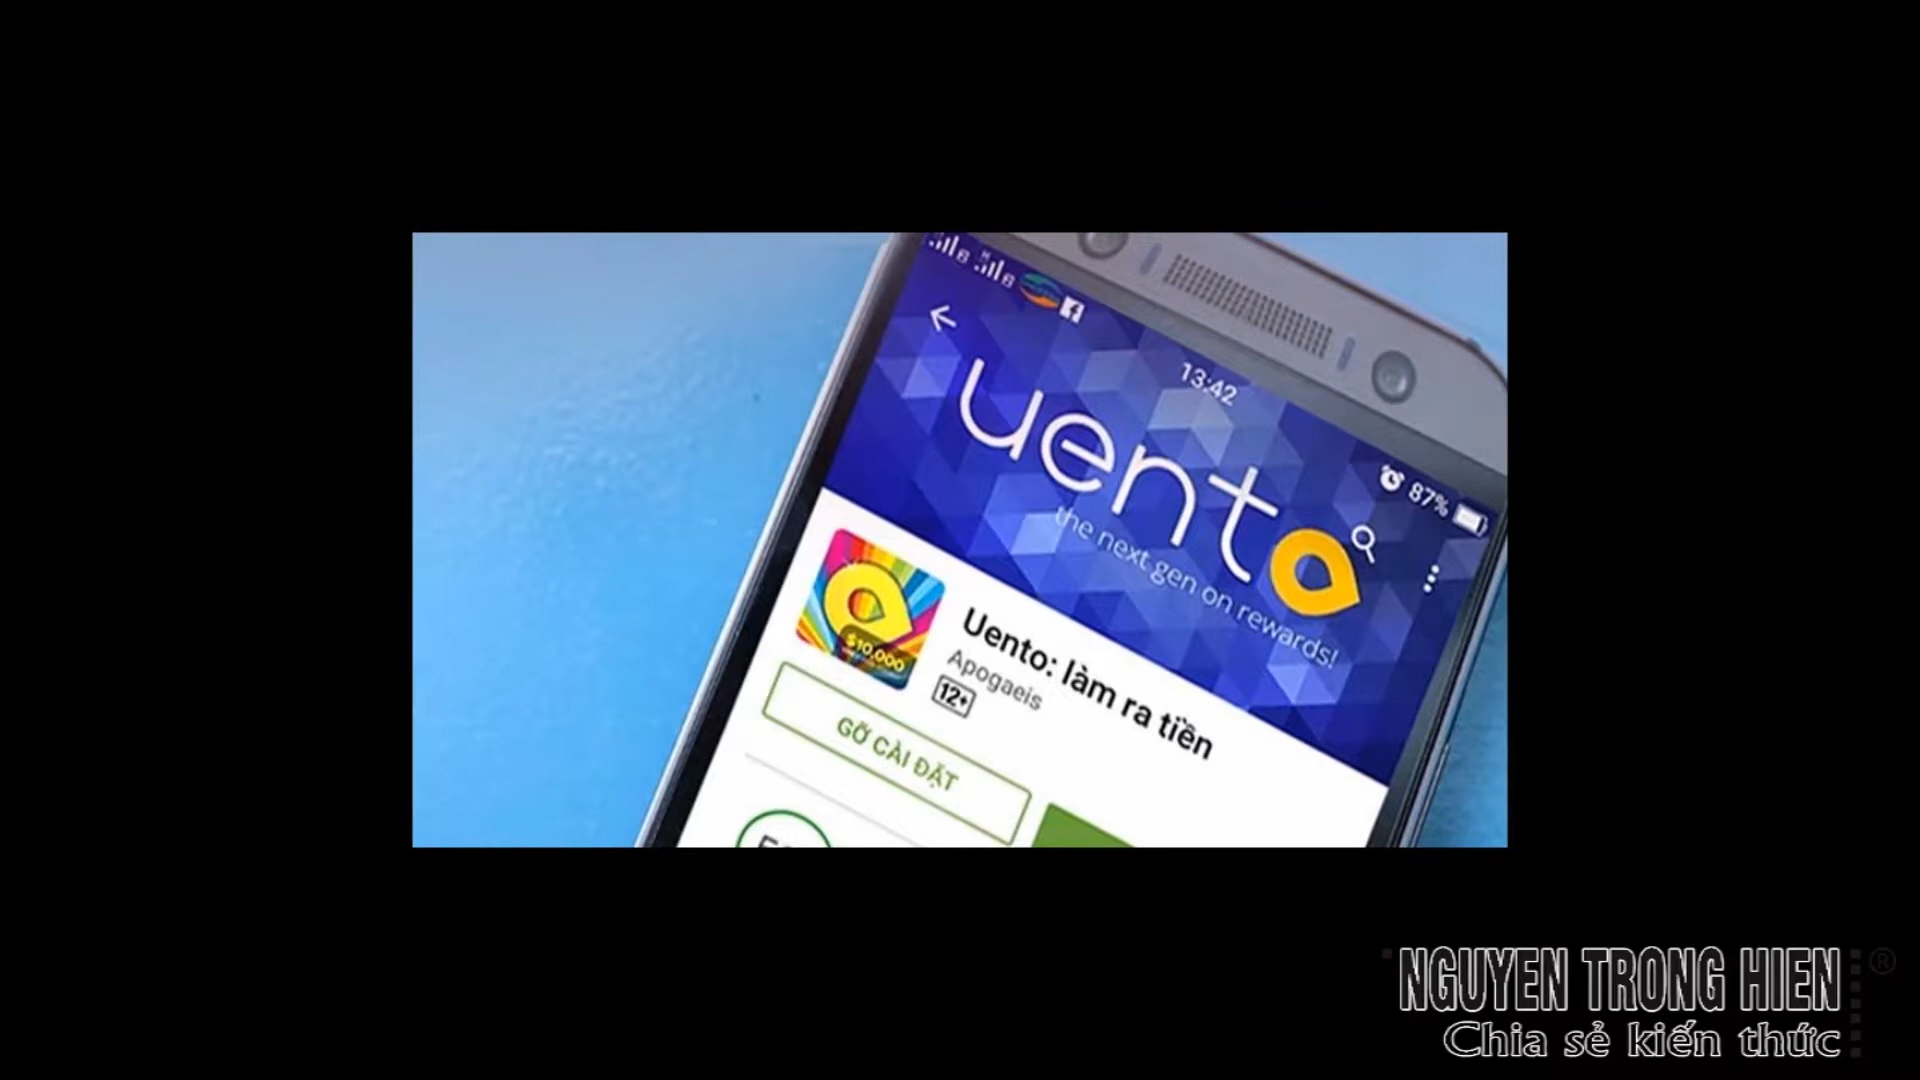 13:42
87%
uento
the next gen on rewards!
$10,000
Uento: làm ra tiền
Apogaeis
12+
GỠ CÀI ĐẶT
NGUYEN TRONG HIEN ®
Chia sẻ kiến thức